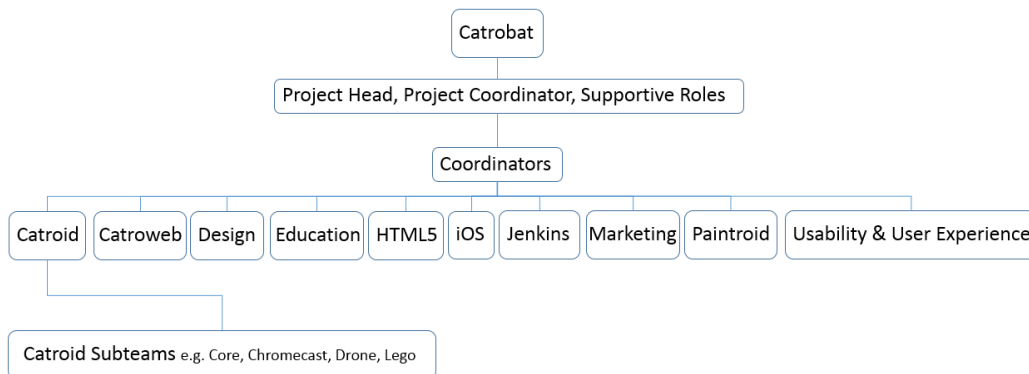 Catrobat
Project Head, Project Coordinator, Supportive Roles
Coordinators
Catroid
Catroweb
Design
Education
HTML5
iOS
Jenkins
Marketing
Paintroid
Usability & User Experience
Catroid Subteams e.g. Core, Chromecast, Drone, Lego